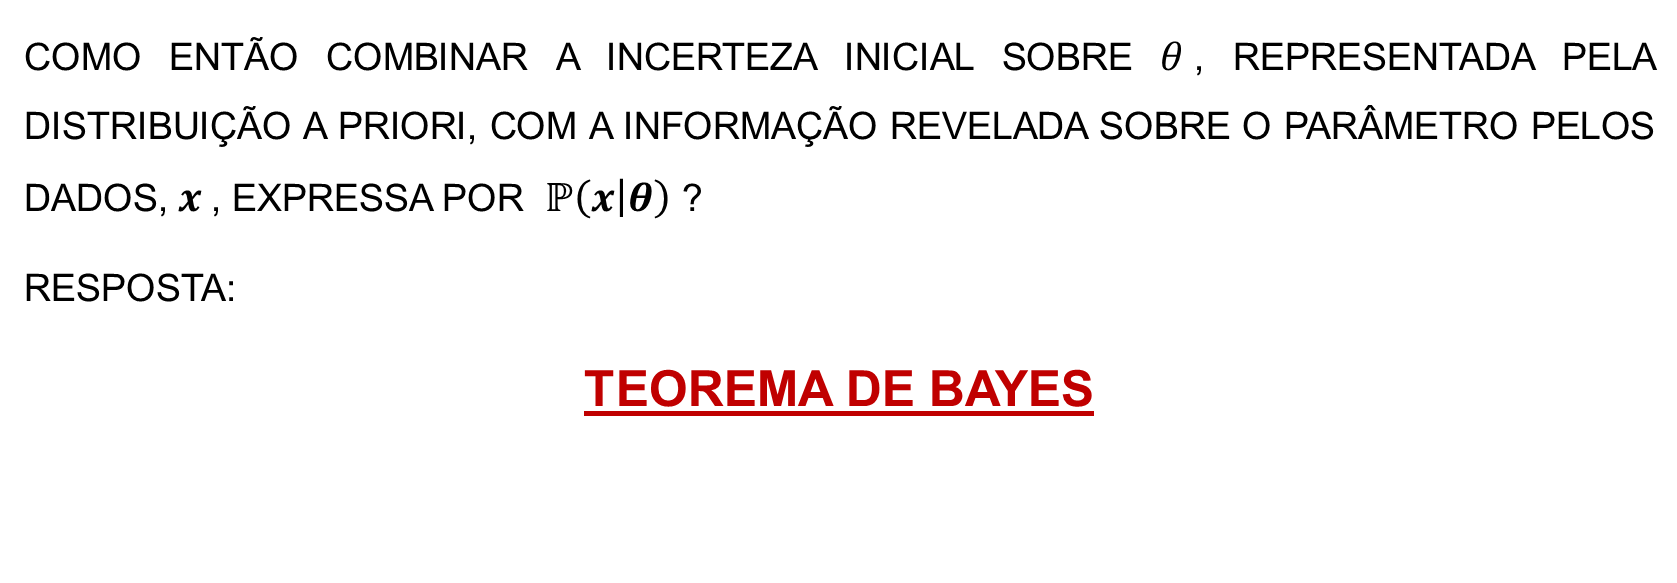 COMO ENTÃO COMBINAR A INCERTEZA INICIAL SOBRE θ , REPRESENTADA PELA
DISTRIBUIÇÃO A PRIORI, COM A INFORMAÇÃO REVELADA SOBRE O PARÂMETRO PELOS
DADOS, x , EXPRESSA POR ℙ(x|θ) ?
RESPOSTA:
TEOREMA DE BAYES